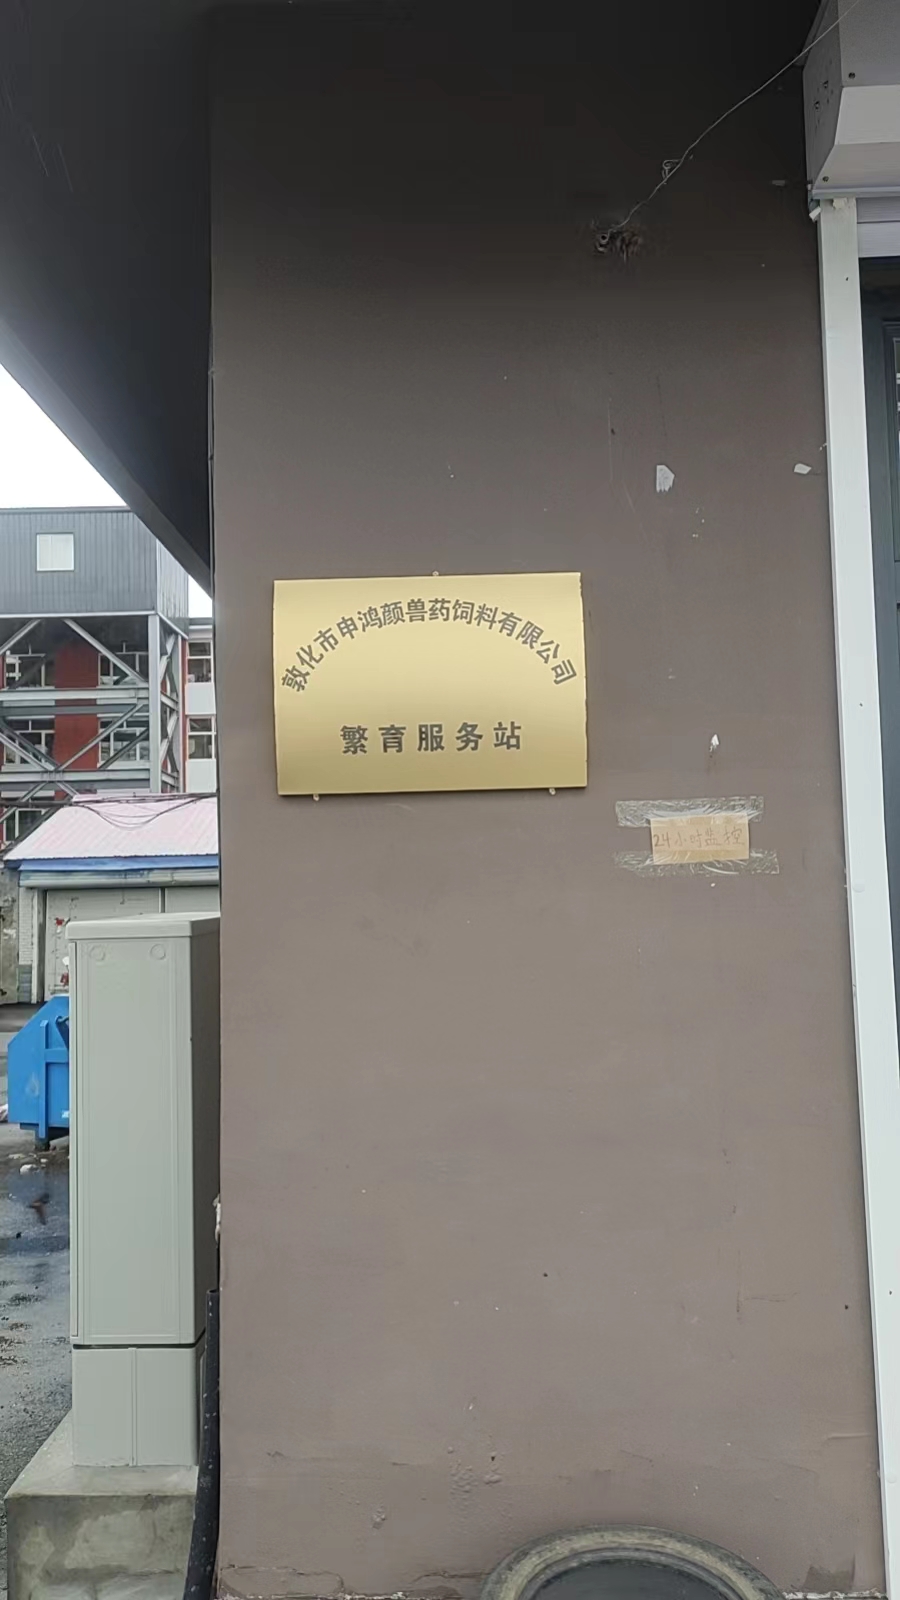 敦化市申鸿颜兽药饲料有限公司
繁育服务站
24小时监控